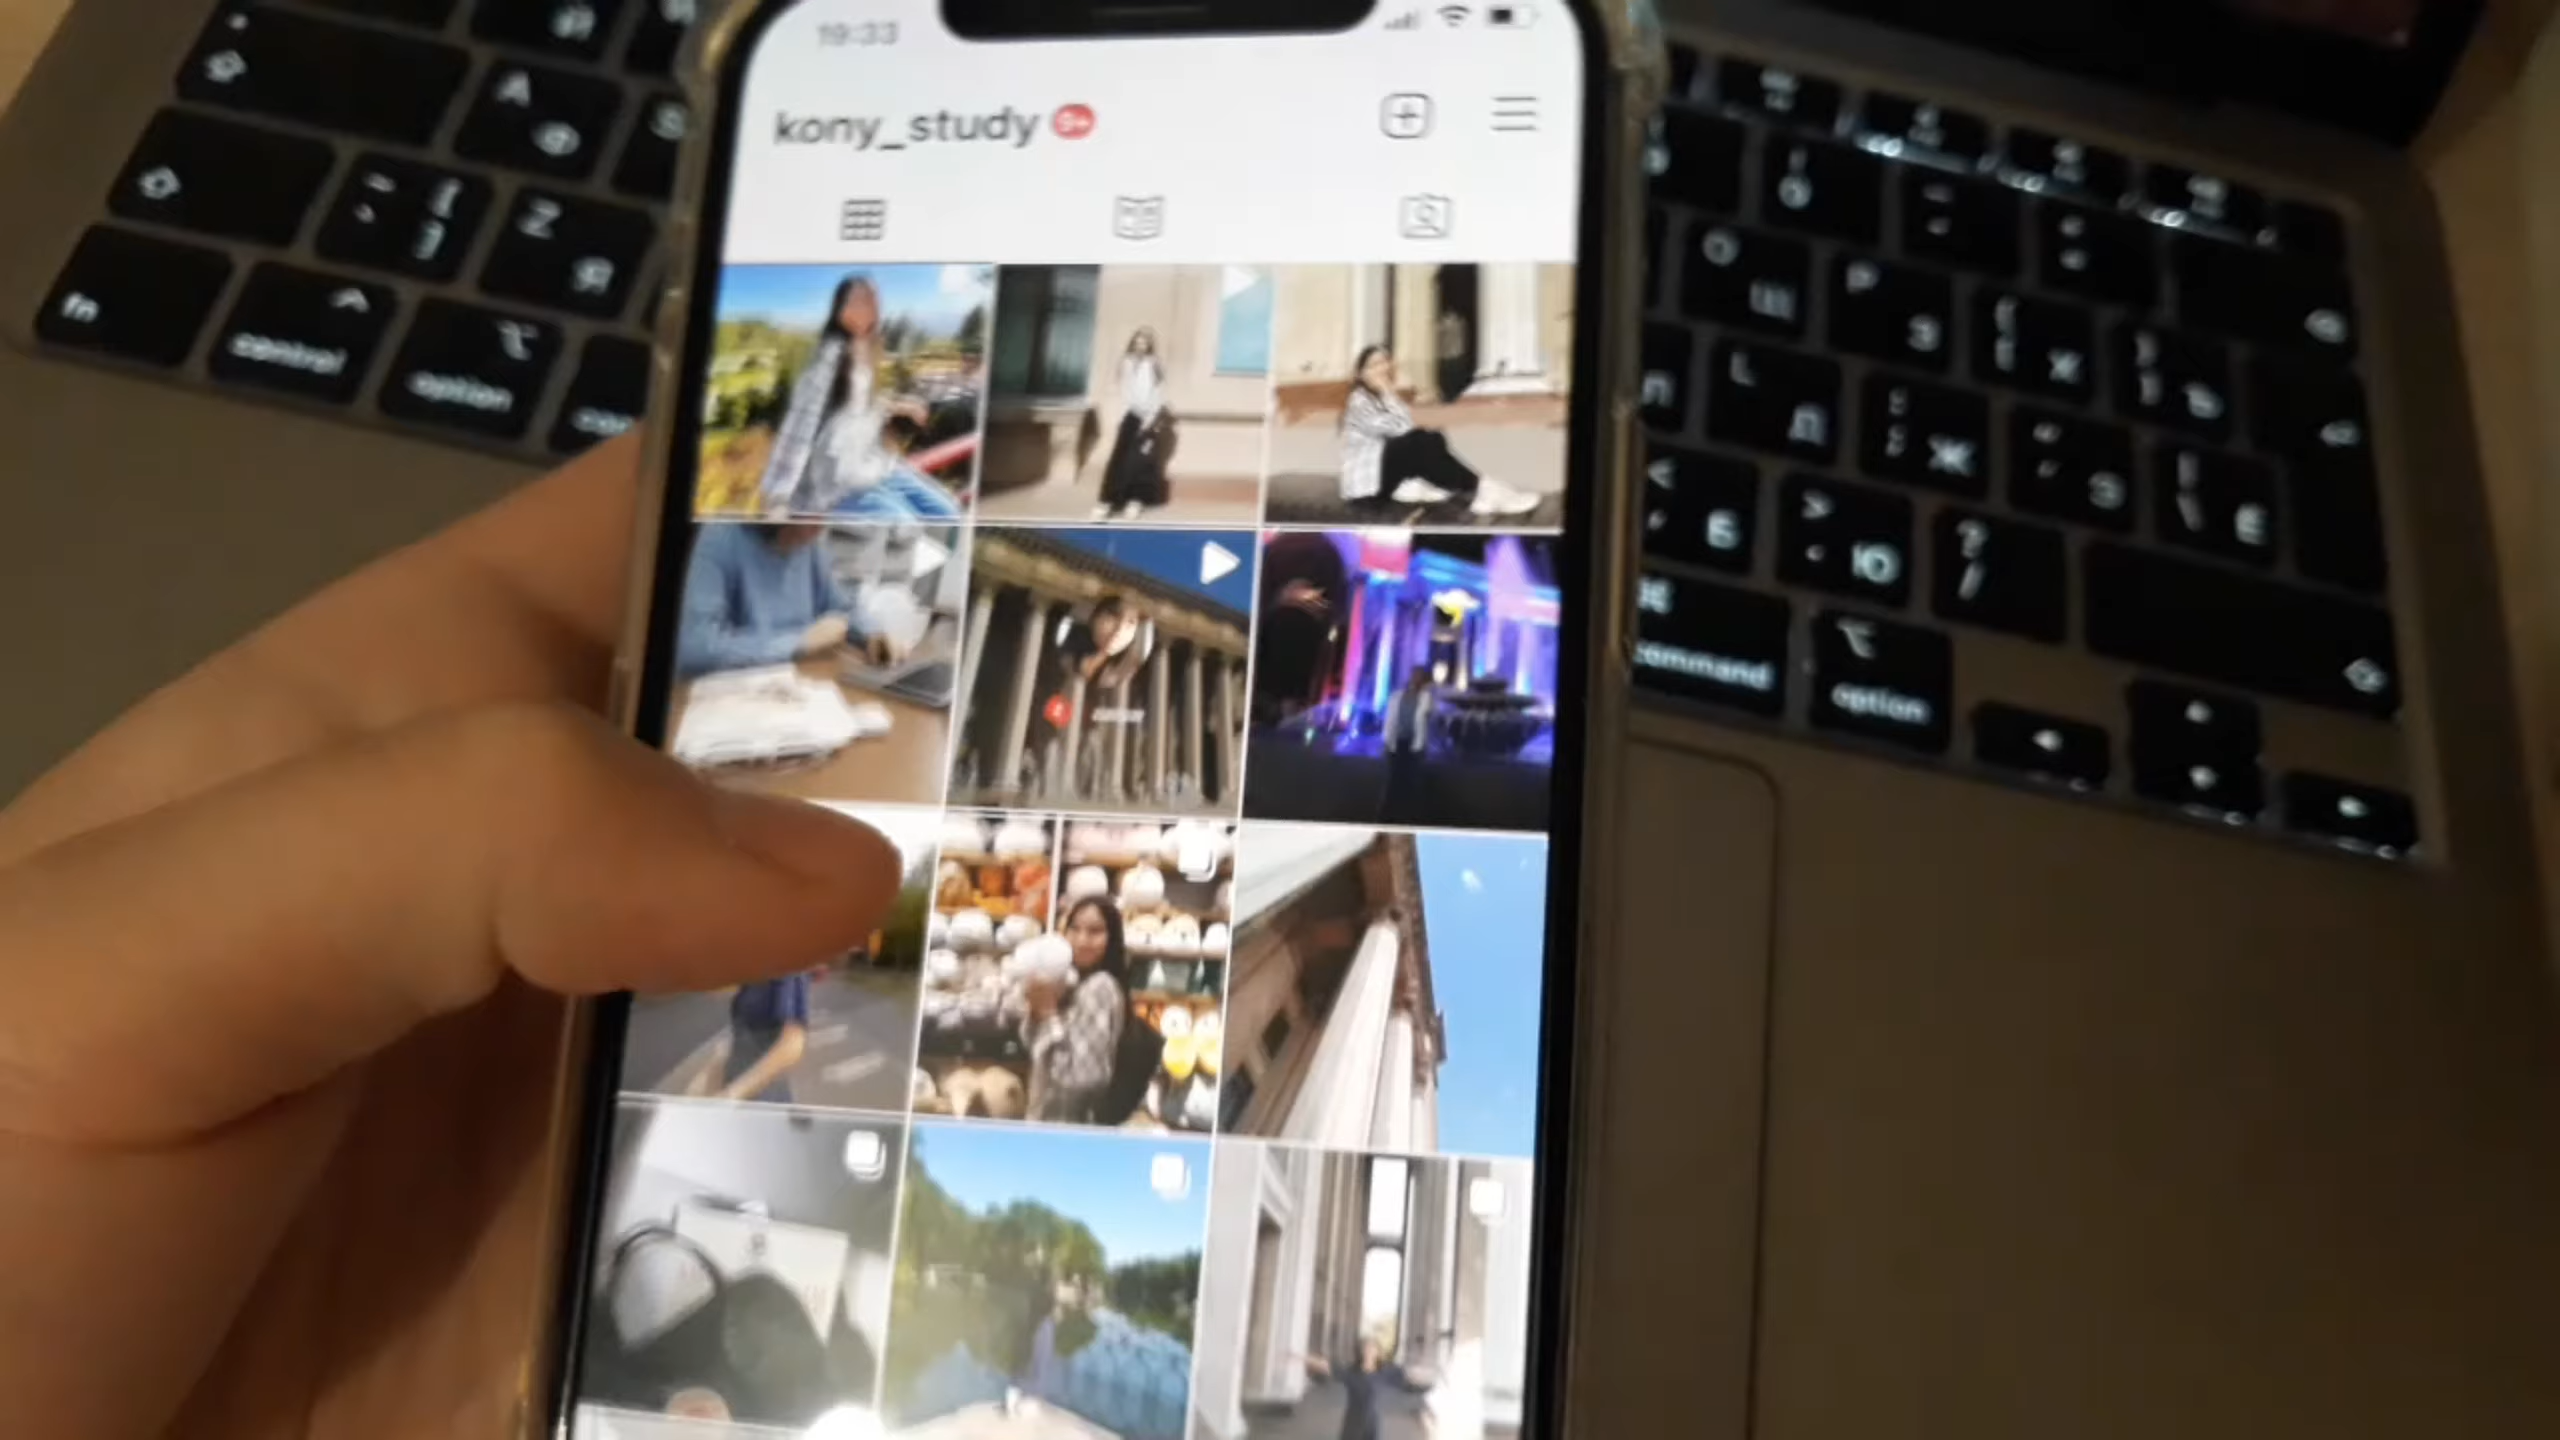 19:33
kony_study 9+
A
Ф
S
Z
Я
[
fn
control
option
O
Щ
P
З
{
[
Х
}
Ъ
L
Д
:
;
Ж
"
'
Э
|
\
Ё
<
,
Б
>
.
Ю
?
/
command
option